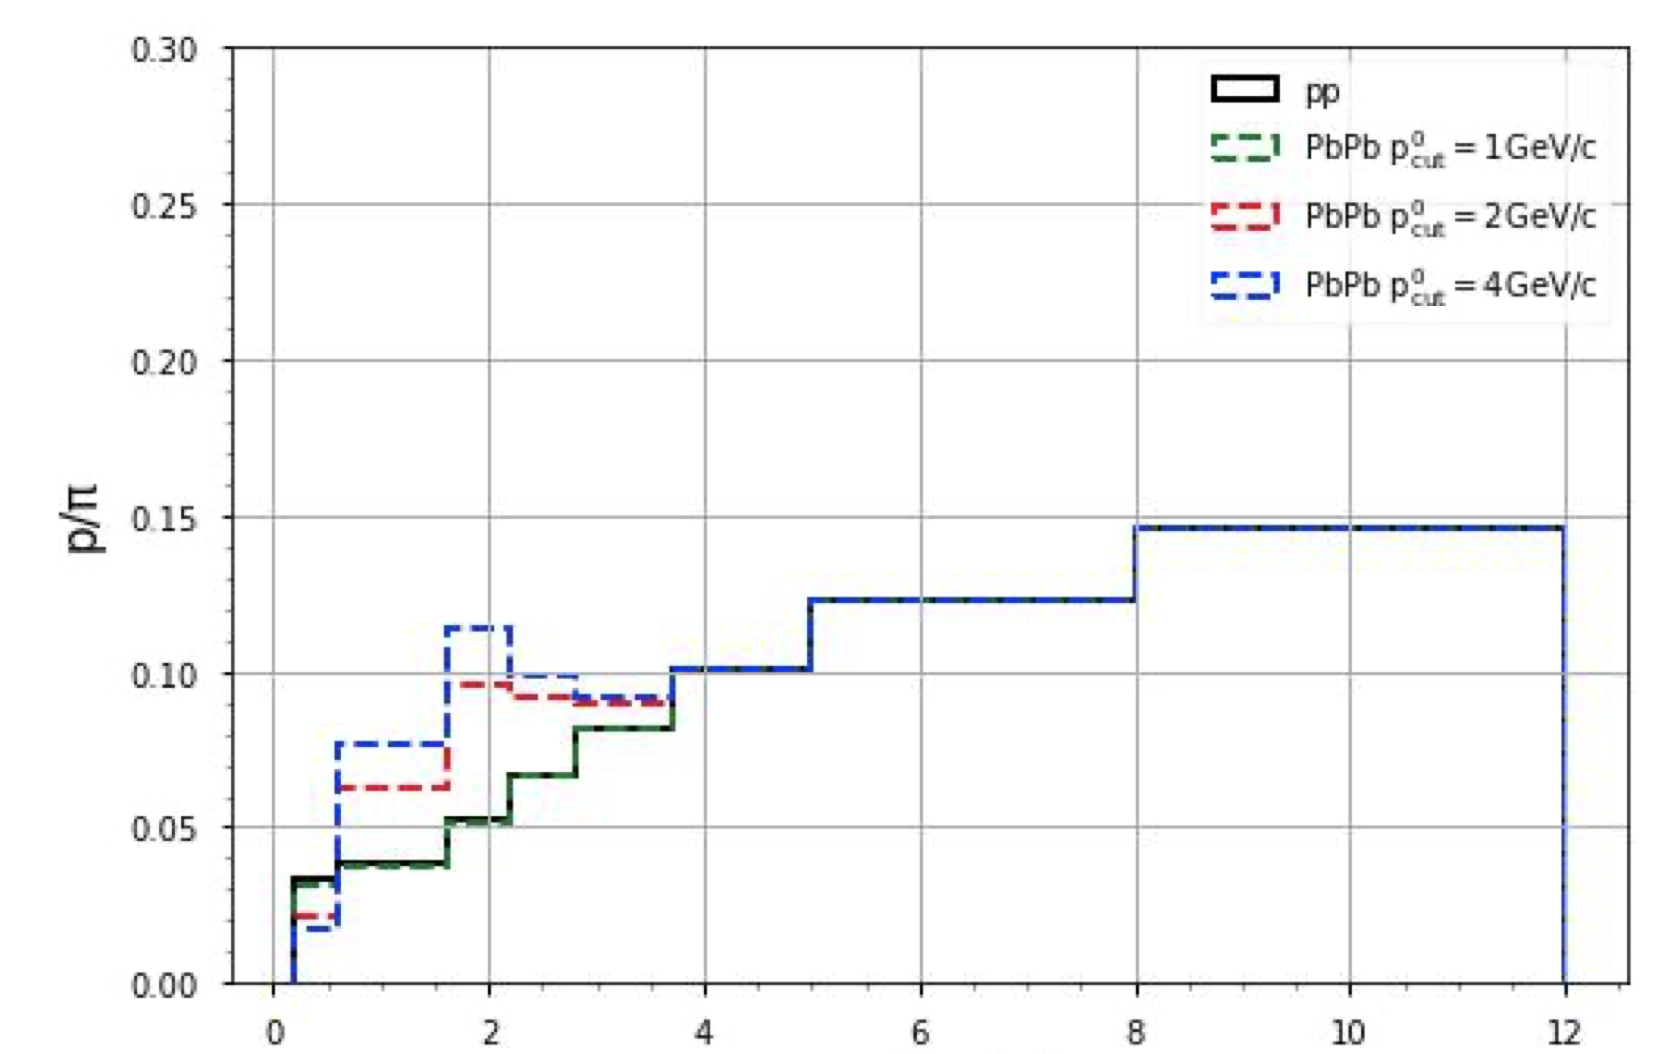 0.30
0.25
0.20
0.15
0.10
0.05
0.00
p/π
pp
PbPb p⁰cut = 1GeV/c
PbPb p⁰cut = 2GeV/c
PbPb p⁰cut = 4GeV/c
0 2 4 6 8 10 12